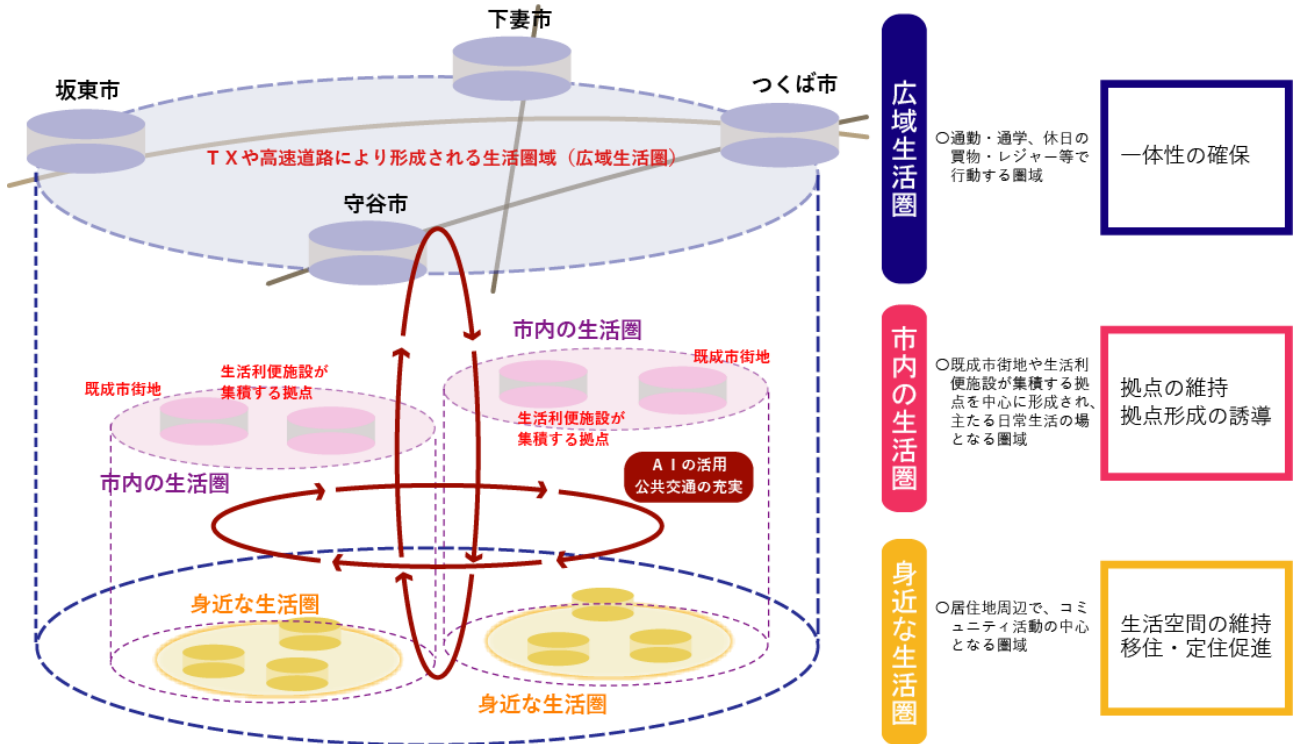 下妻市
坂東市
つくば市
TXや高速道路により形成される生活圏域(広域生活圏)
守谷市
市内の生活圏
既成市街地
生活利便施設が
集積する拠点
既成市街地
生活利便施設が
集積する拠点
市内の生活圏
AIの活用
公共交通の充実
身近な生活圏
身近な生活圏
広域生活圏
〇通勤・通学、休日の
買物・レジャー等で
行動する圏域
一体性の確保
市内の生活圏
〇既成市街地や生活利
便施設が集積する拠
点を中心に形成され、
主たる日常生活の場
となる圏域
拠点の維持
拠点形成の誘導
身近な生活圏
〇居住地周辺で、コミ
ュニティ活動の中心
となる圏域
生活空間の維持
移住・定住促進